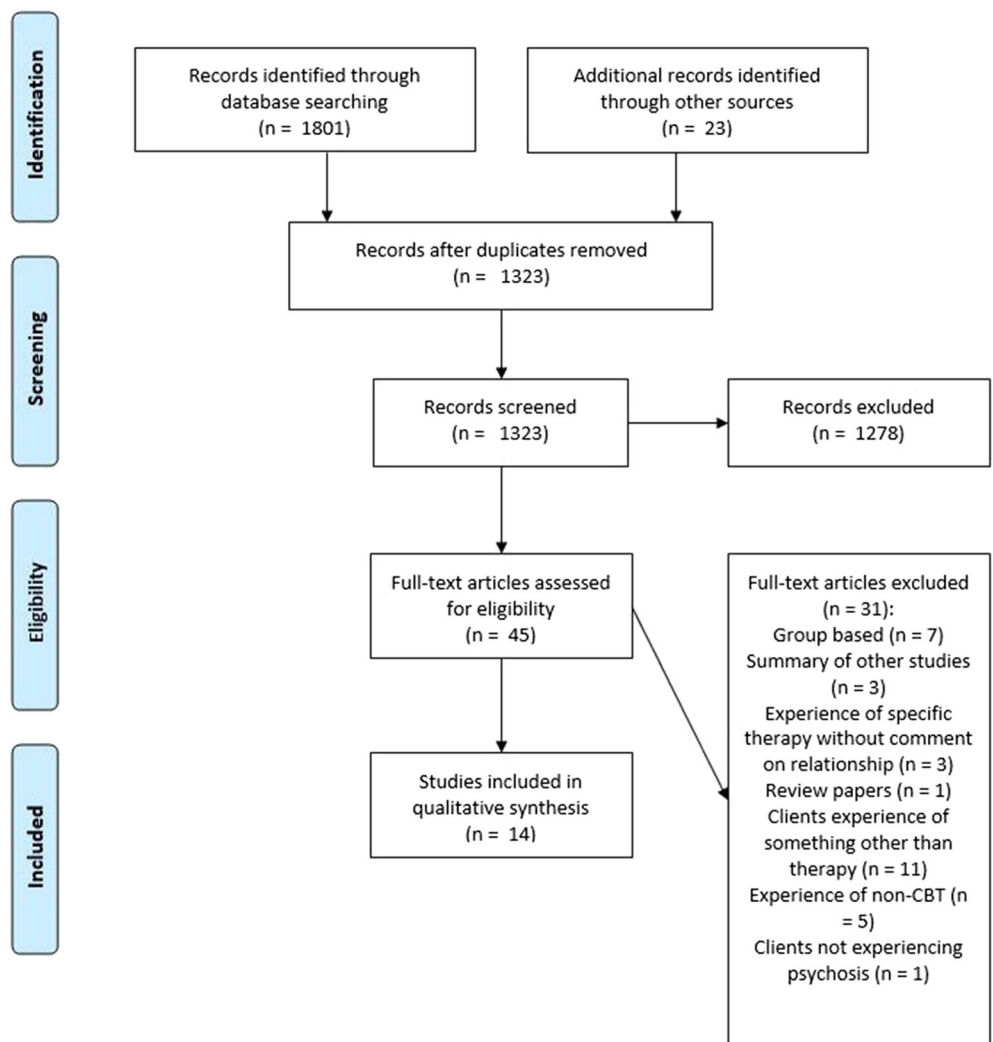 Identification
Records identified through
database searching
(n = 1801)
Additional records identified
through other sources
(n = 23)
Records after duplicates removed
(n = 1323)
Screening
Records screened
(n = 1323)
Records excluded
(n = 1278)
Eligibility
Full-text articles assessed
for eligibility
(n = 45)
Full-text articles excluded
(n = 31):
Group based (n = 7)
Summary of other studies
(n = 3)
Experience of specific
therapy without comment
on relationship (n = 3)
Review papers (n = 1)
Clients experience of
something other than
therapy (n = 11)
Experience of non-CBT (n
= 5)
Clients not experiencing
psychosis (n = 1)
Included
Studies included in
qualitative synthesis
(n = 14)